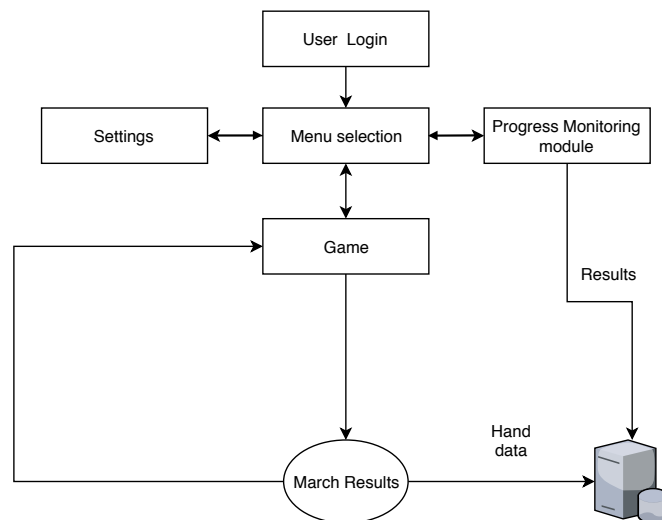 User Login
Settings
Menu selection
Progress Monitoring
module
Game
Results
Hand
data
March Results